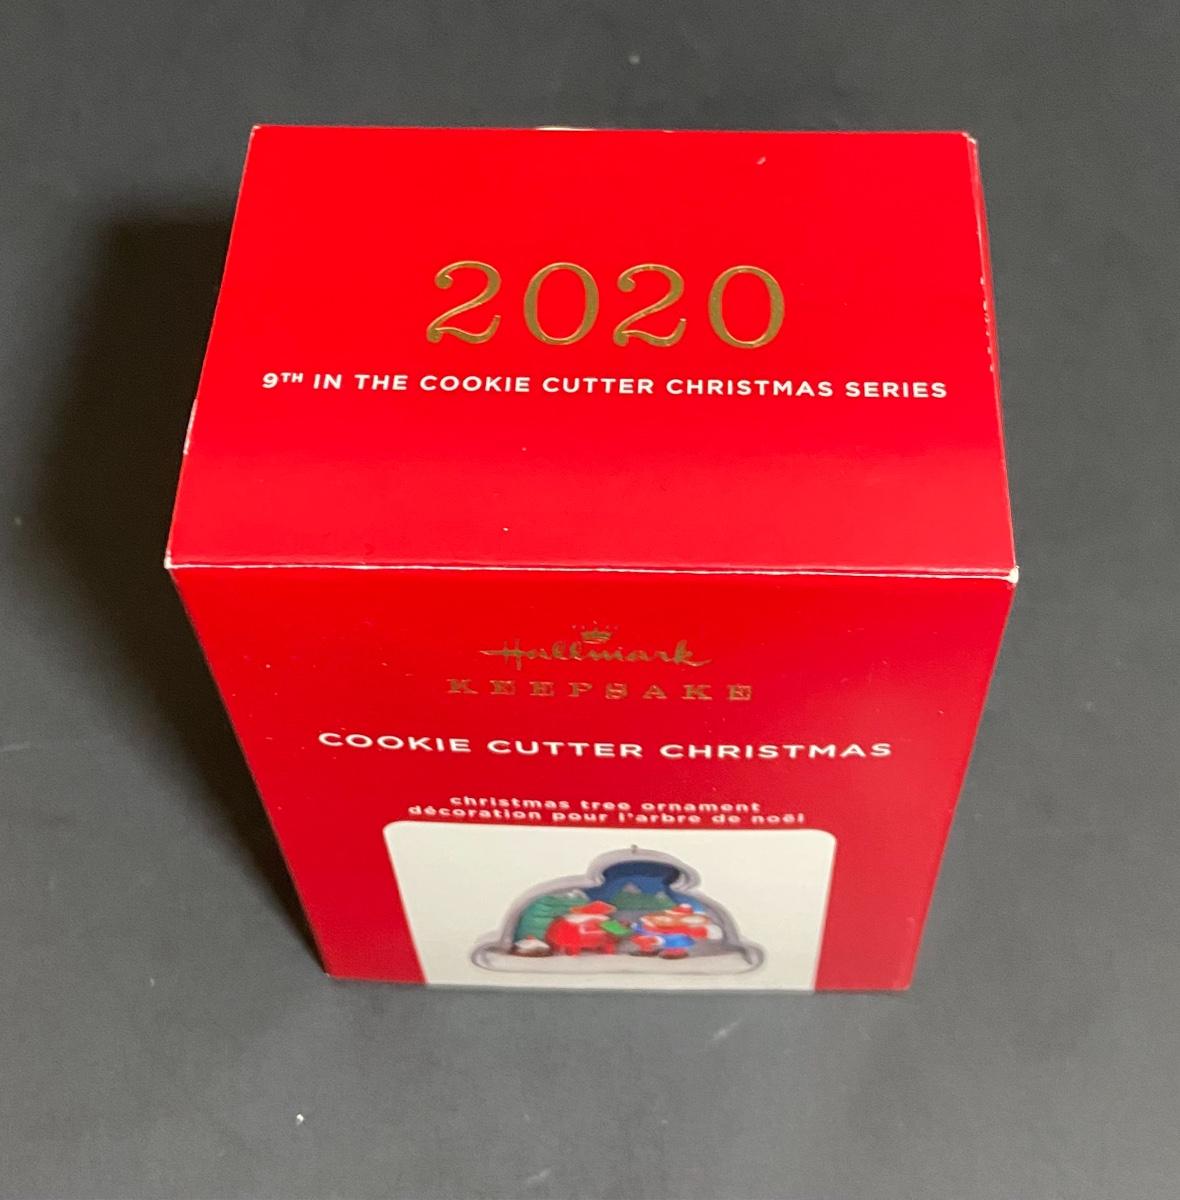 2020
9TH IN THE COOKIE CUTTER CHRISTMAS SERIES
Hallmark
KEEPSAKE
COOKIE CUTTER CHRISTMAS
christmas tree ornament
décoration pour l'arbre de noël